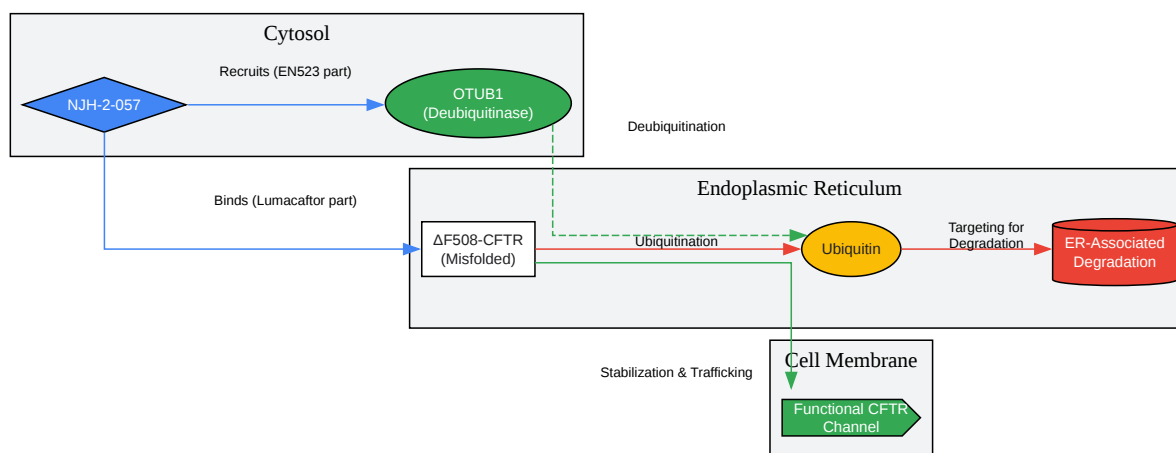 Cytosol
Recruits (EN523 part)
NJH-2-057
OTUB1
(Deubiquitinase)
Deubiquitination
Endoplasmic Reticulum
Binds (Lumacaftor part)
ΔF508-CFTR
(Misfolded)
Ubiquitination
Ubiquitin
Targeting for
Degradation
ER-Associated
Degradation
Cell Membrane
Stabilization & Trafficking
Functional CFTR
Channel